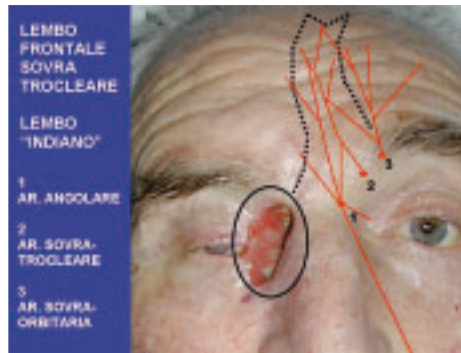 LEMBO
FRONTALE
SOVRA
TROCLEARE
LEMBO
"INDIANO"
1
AR. ANGOLARE
2
AR. SOVRA-
TROCLEARE
3
AR. SOVRA-
ORBITARIA
3
2
1